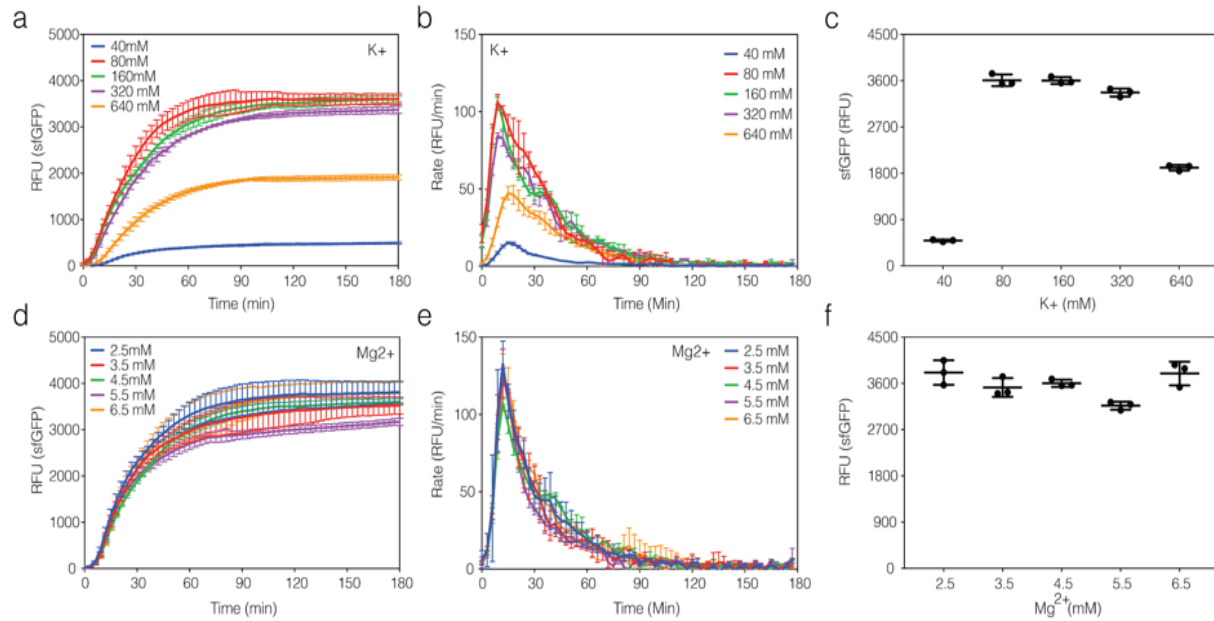 a
5000
4000
3000
2000
1000
0
RFU (sfGFP)
40mM
80mM
160mM
320 mM
640 mM
K+
0 30 60 90 120 150 180
Time (min)
b
150
100
50
0
Rate (RFU/min)
K+
40 mM
80 mM
160 mM
320 mM
640 mM
0 30 60 90 120 150 180
Time (Min)
c
4500
3600
2700
1800
900
0
sfGFP (RFU)
40 80 160 320 640
K+ (mM)
d
5000
4000
3000
2000
1000
0
RFU (sfGFP)
2.5mM
3.5 mM
4.5mM
5.5 mM
6.5 mM
Mg2+
0 30 60 90 120 150 180
Time (min)
e
150
100
50
0
Rate (RFU/min)
Mg2+
2.5 mM
3.5 mM
4.5 mM
5.5 mM
6.5 mM
0 30 60 90 120 150 180
Time (Min)
f
4500
3600
2700
1800
900
0
RFU (sfGFP)
2.5 3.5 4.5 5.5 6.5
Mg2+(mM)